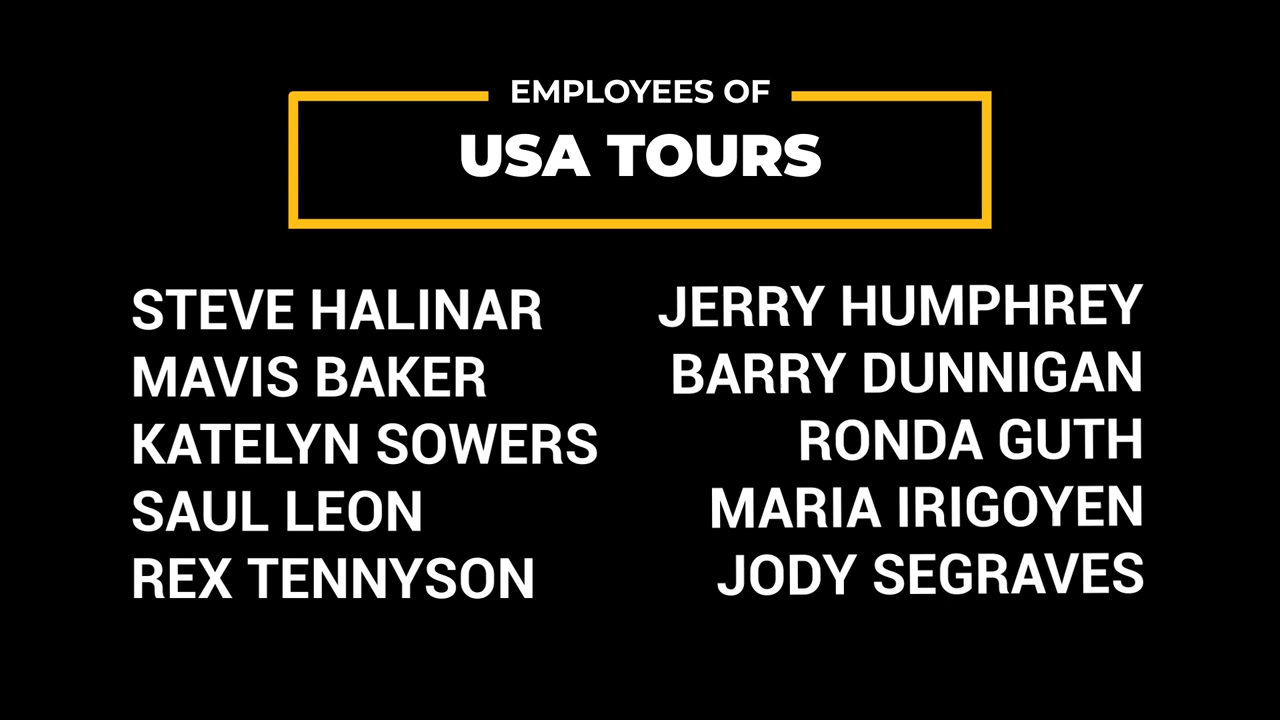 EMPLOYEES OF
USA TOURS
STEVE HALINAR
MAVIS BAKER
KATELYN SOWERS
SAUL LEON
REX TENNYSON
JERRY HUMPHREY
BARRY DUNNIGAN
RONDA GUTH
MARIA IRIGOYEN
JODY SEGRAVES